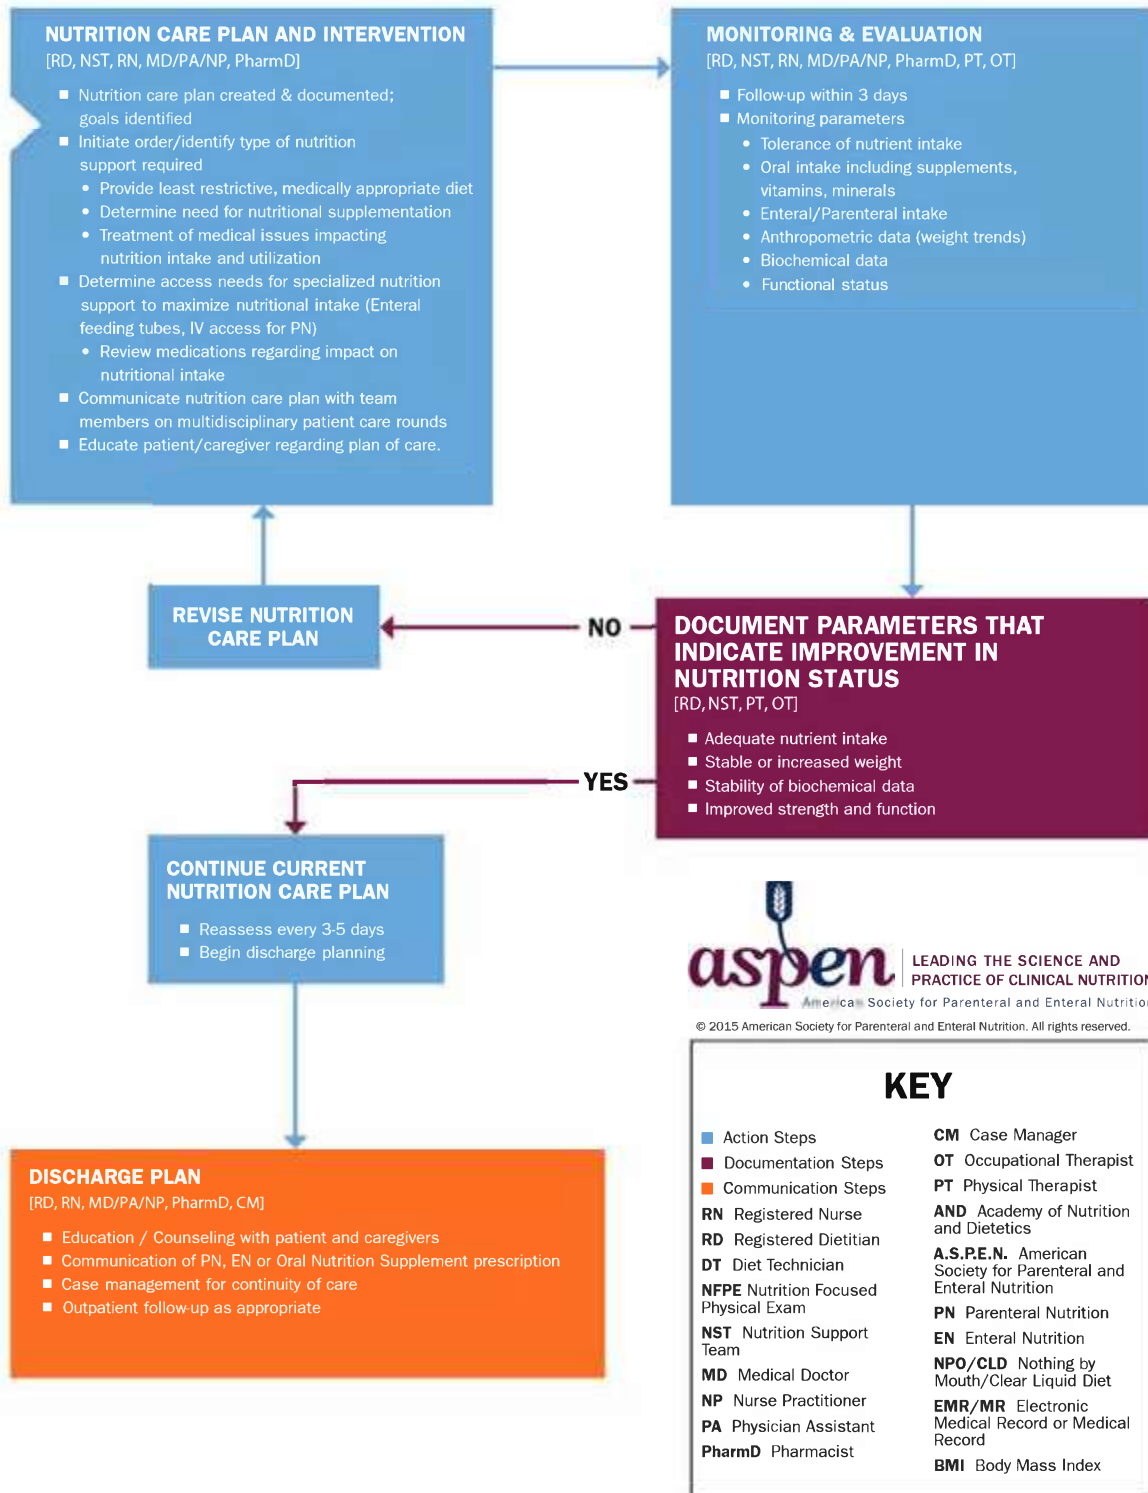 NUTRITION CARE PLAN AND INTERVENTION
[RD, NST, RN, MD/PA/NP, PharmD]
■ Nutrition care plan created & documented;
goals identified
■ Initiate order/identify type of nutrition
support required
• Provide least restrictive, medically appropriate diet
• Determine need for nutritional supplementation
• Treatment of medical issues impacting
nutrition intake and utilization
■ Determine access needs for specialized nutrition
support to maximize nutritional intake (Enteral
feeding tubes, IV access for PN)
• Review medications regarding impact on
nutritional intake
■ Communicate nutrition care plan with team
members on multidisciplinary patient care rounds
■ Educate patient/caregiver regarding plan of care.
MONITORING & EVALUATION
[RD, NST, RN, MD/PA/NP, PharmD, PT, OT]
■ Follow-up within 3 days
■ Monitoring parameters
• Tolerance of nutrient intake
• Oral intake including supplements,
vitamins, minerals
• Enteral/Parenteral intake
• Anthropometric data (weight trends)
• Biochemical data
• Functional status
REVISE NUTRITION
CARE PLAN
NO
DOCUMENT PARAMETERS THAT
INDICATE IMPROVEMENT IN
NUTRITION STATUS
[RD, NST, PT, OT]
■ Adequate nutrient intake
■ Stable or increased weight
■ Stability of biochemical data
■ Improved strength and function
YES
CONTINUE CURRENT
NUTRITION CARE PLAN
■ Reassess every 3-5 days
■ Begin discharge planning
DISCHARGE PLAN
[RD, RN, MD/PA/NP, PharmD, CM]
■ Education / Counseling with patient and caregivers
■ Communication of PN, EN or Oral Nutrition Supplement prescription
■ Case management for continuity of care
■ Outpatient follow-up as appropriate
aspen
LEADING THE SCIENCE AND
PRACTICE OF CLINICAL NUTRITION
American Society for Parenteral and Enteral Nutrition
© 2015 American Society for Parenteral and Enteral Nutrition. All rights reserved.
KEY
■ Action Steps
■ Documentation Steps
■ Communication Steps
RN Registered Nurse
RD Registered Dietitian
DT Diet Technician
NFPE Nutrition Focused
Physical Exam
NST Nutrition Support
Team
MD Medical Doctor
NP Nurse Practitioner
PA Physician Assistant
PharmD Pharmacist
CM Case Manager
OT Occupational Therapist
PT Physical Therapist
AND Academy of Nutrition
and Dietetics
A.S.P.E.N. American
Society for Parenteral and
Enteral Nutrition
PN Parenteral Nutrition
EN Enteral Nutrition
NPO/CLD Nothing by
Mouth/Clear Liquid Diet
EMR/MR Electronic
Medical Record or Medical
Record
BMI Body Mass Index